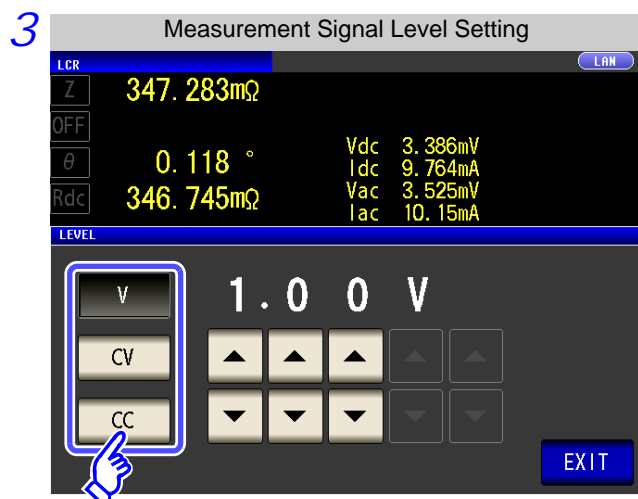 3 Measurement Signal Level Setting
LCR LAN
Z 347.283mΩ
OFF
Vdc 3.386mV
θ 0.118 ° Idc 9.764mA
Rdc 346.745mΩ Vac 3.525mV
Iac 10.15mA
LEVEL
V 1.00 V
CV
CC
EXIT